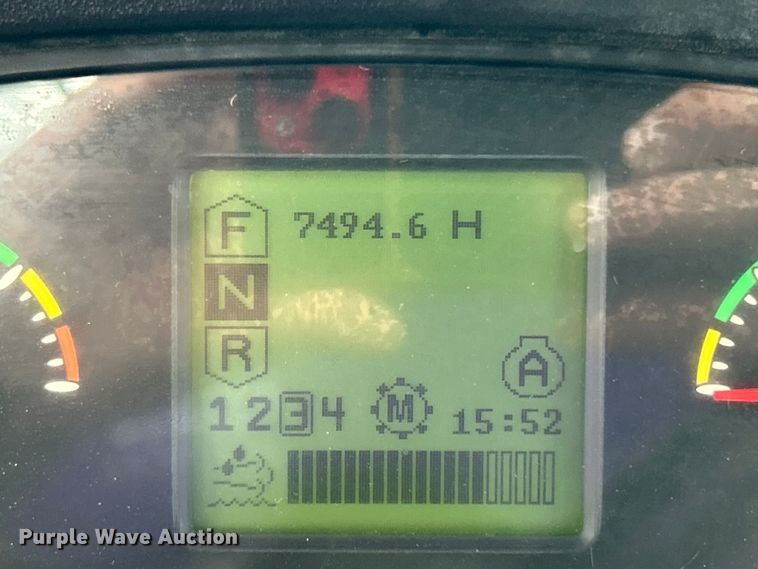 F 7494.6 H
N
R
A
1 2 3 4 M 15:52
Purple Wave Auction®